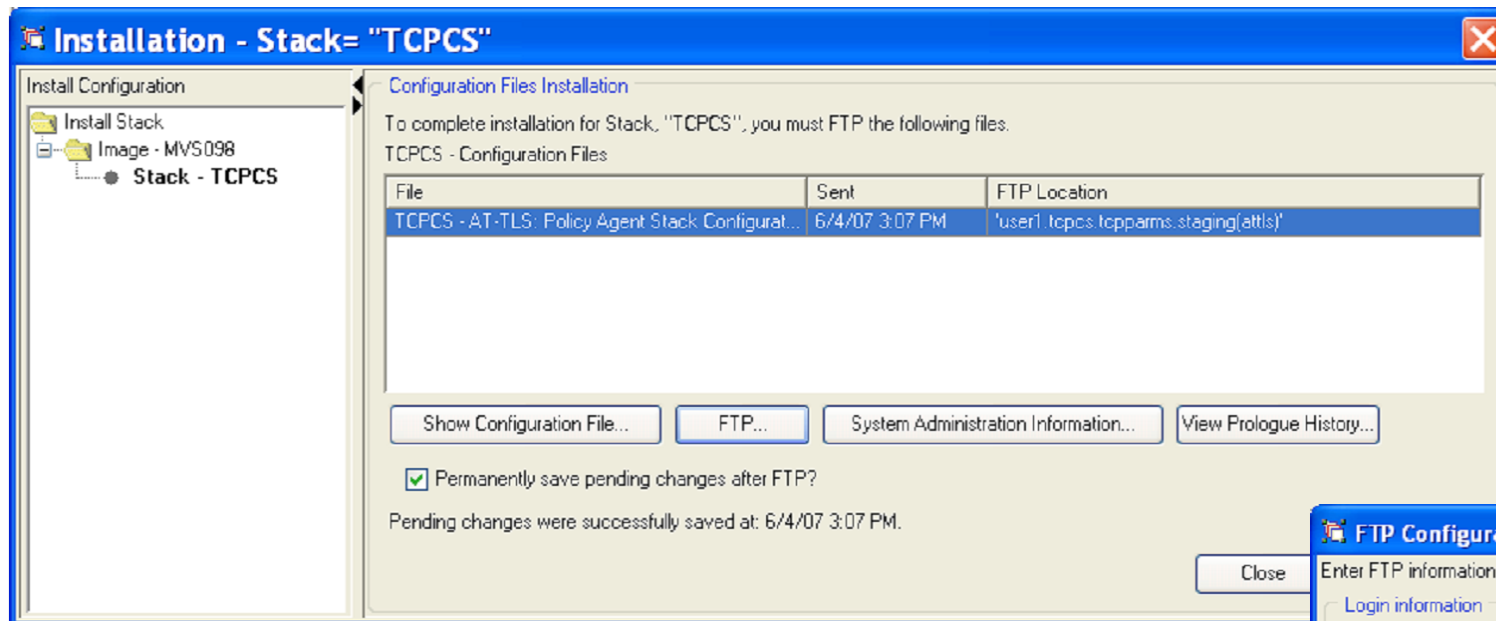 Installation - Stack= "TCPCS"
Install Configuration
Install Stack
Image - MVS098
Stack - TCPCS
Configuration Files Installation
To complete installation for Stack, "TCPCS", you must FTP the following files.
TCPCS - Configuration Files
File Sent FTP Location
TCPCS - AT-TLS: Policy Agent Stack Configurat... 6/4/07 3:07 PM 'user1.tcpcs.tcpparms.staging(attls)'
Show Configuration File... FTP... System Administration Information... View Prologue History...
Permanently save pending changes after FTP?
Pending changes were successfully saved at: 6/4/07 3:07 PM.
Close
FTP Configura
Enter FTP information
Login information